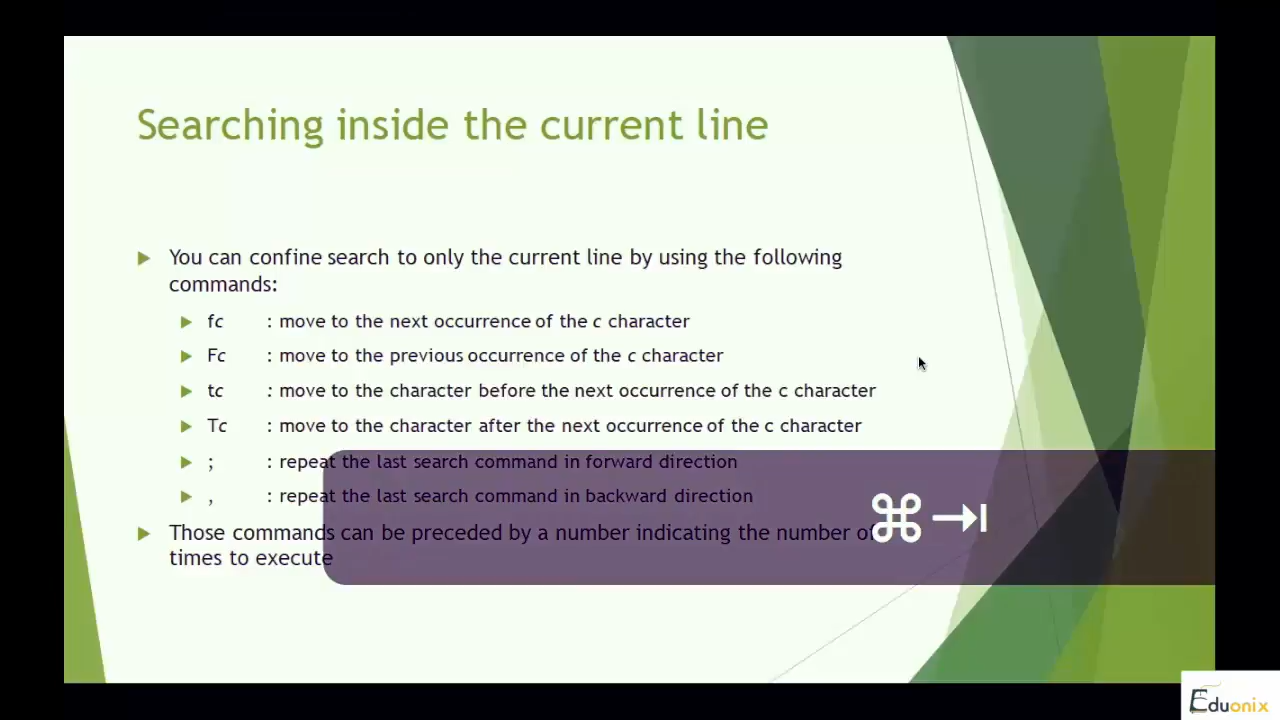 Searching inside the current line
You can confine search to only the current line by using the following
commands:
fc : move to the next occurrence of the c character
Fc : move to the previous occurrence of the c character
tc : move to the character before the next occurrence of the c character
Tc : move to the character after the next occurrence of the c character
; : repeat the last search command in forward direction
, : repeat the last search command in backward direction
Those commands can be preceded by a number indicating the number of
times to execute
⌘⇥
Eduonix